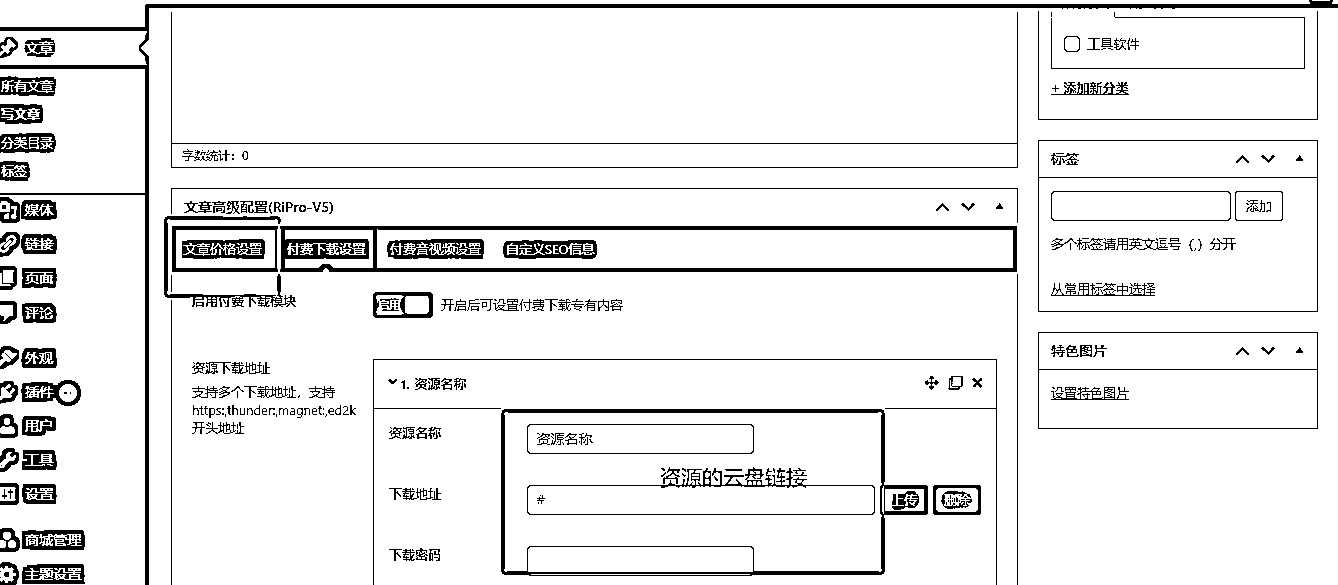 文章
所有文章
写文章
分类目录
标签
媒体
链接
页面
评论
外观
插件
用户
工具
设置
商城管理
主题设置
字数统计：0
文章高级配置(RiPro-V5)
文章价格设置
付费下载设置
付费音视频设置
自定义SEO信息
启用付费下载模块
启用
开启后可设置付费下载专有内容
资源下载地址
支持多个下载地址，支持
https:,thunder:,magnet:,ed2k
开头地址
1. 资源名称
资源名称
资源名称
资源的云盘链接
下载地址
#
上传
删除
下载密码
工具软件
+ 添加新分类
标签
添加
多个标签请用英文逗号（,）分开
从常用标签中选择
特色图片
设置特色图片